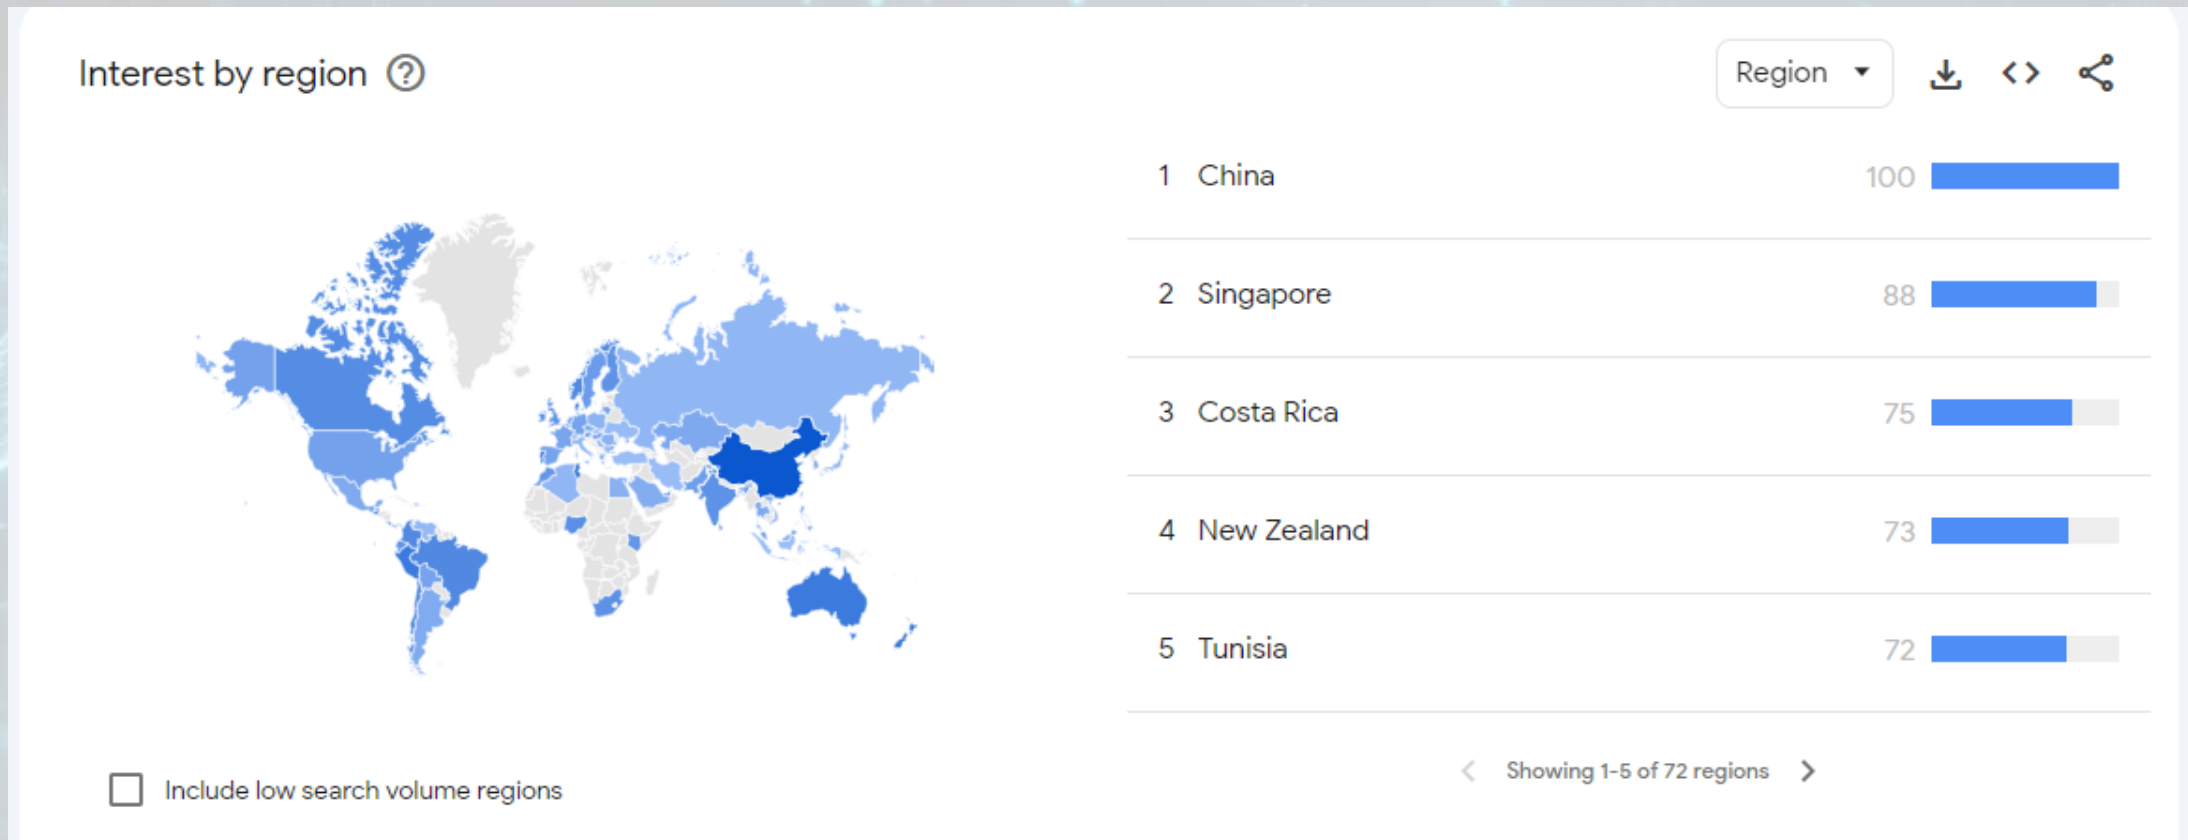 Interest by region
Region
1 China 100
2 Singapore 88
3 Costa Rica 75
4 New Zealand 73
5 Tunisia 72
Showing 1-5 of 72 regions
Include low search volume regions